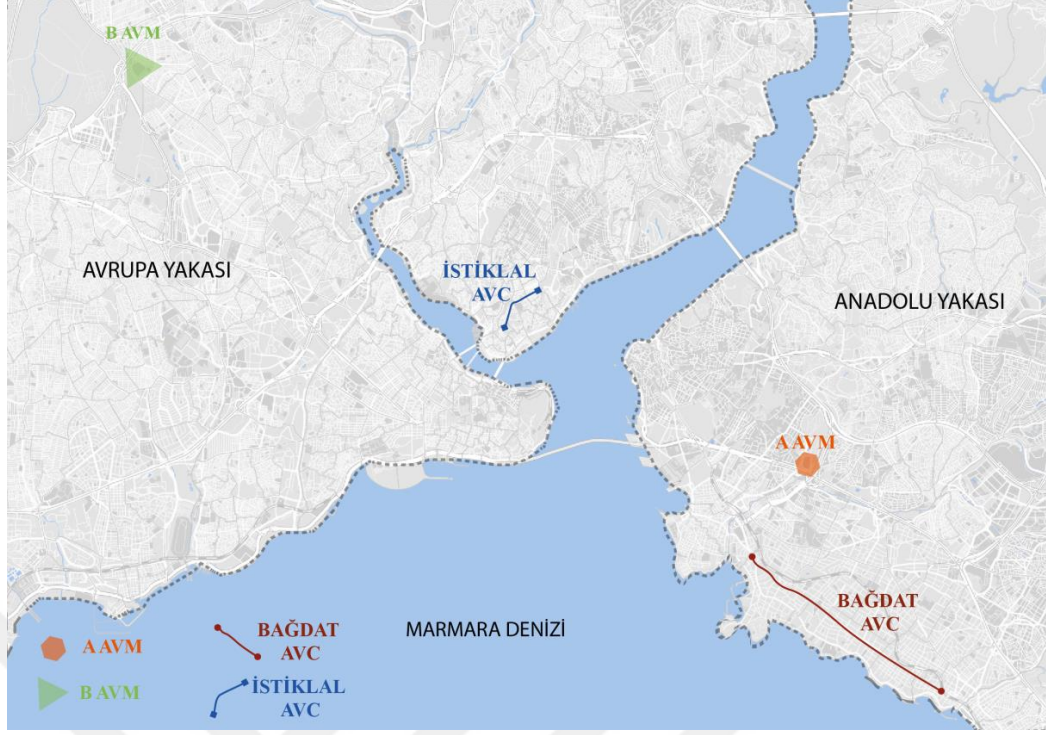 B AVM
AVRUPA YAKASI
İSTİKLAL
AVC
ANADOLU YAKASI
A AVM
BAĞDAT
AVC
MARMARA DENİZİ
A AVM
BAĞDAT
AVC
B AVM
İSTİKLAL
AVC